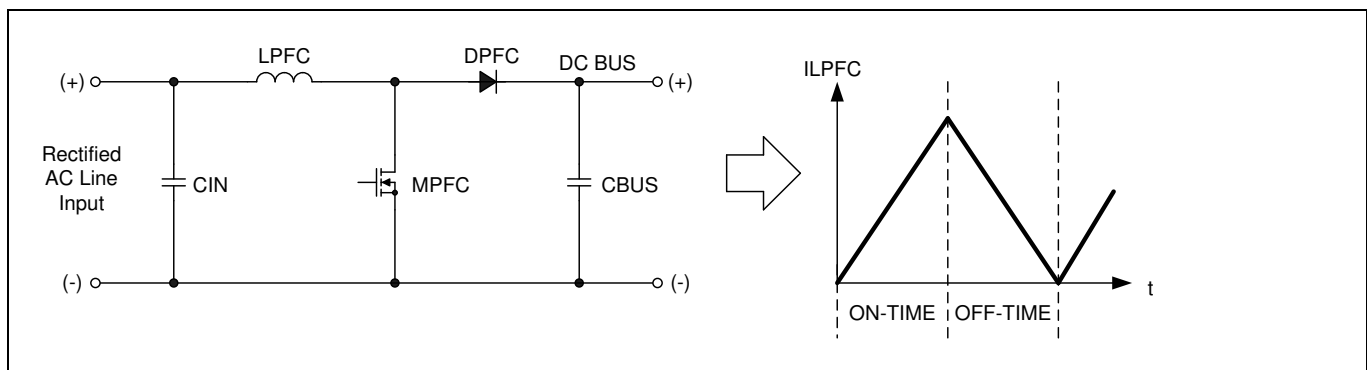 LPFC
DPFC
DC BUS
(+)
(+)
Rectified
AC Line
Input
CIN
MPFC
CBUS
(-)
(-)
ILPFC
t
ON-TIME
OFF-TIME